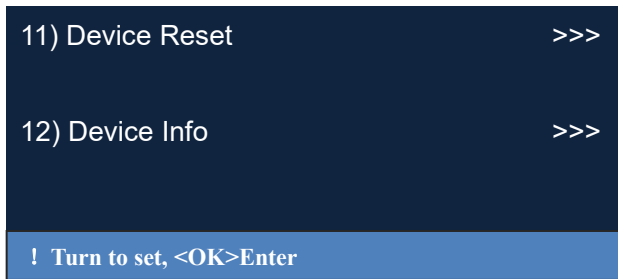 11) Device Reset >>>
12) Device Info >>>
! Turn to set, <OK>Enter